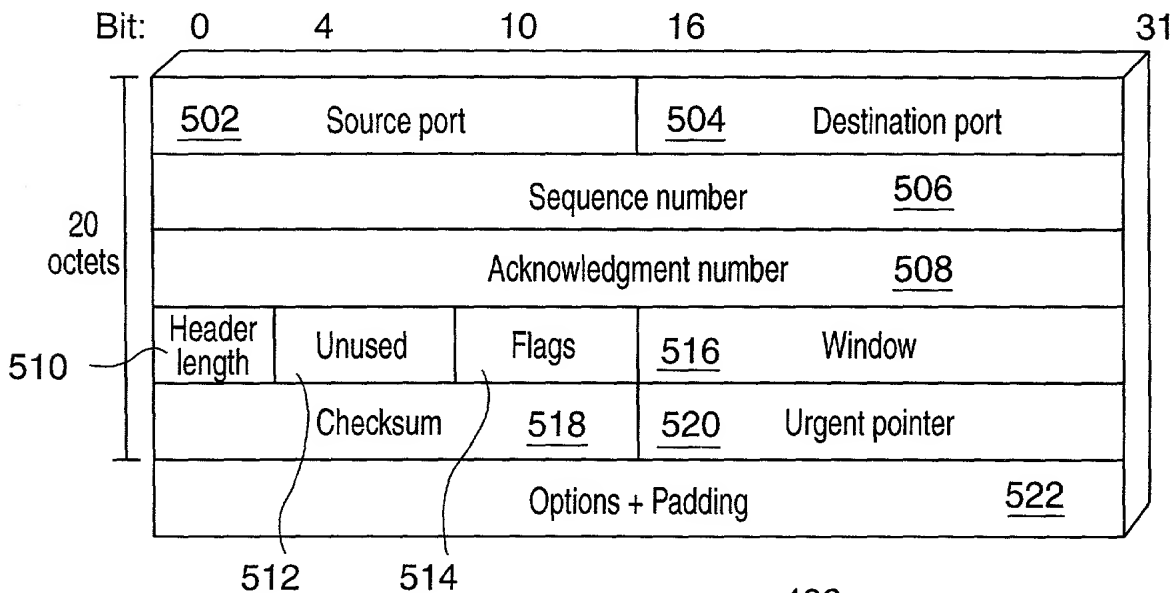 Bit: 0 4 10 16 31
502 Source port 504 Destination port
Sequence number 506
20 octets
Acknowledgment number 508
510
Header length Unused Flags 516 Window
Checksum 518 520 Urgent pointer
Options + Padding 522
512 514